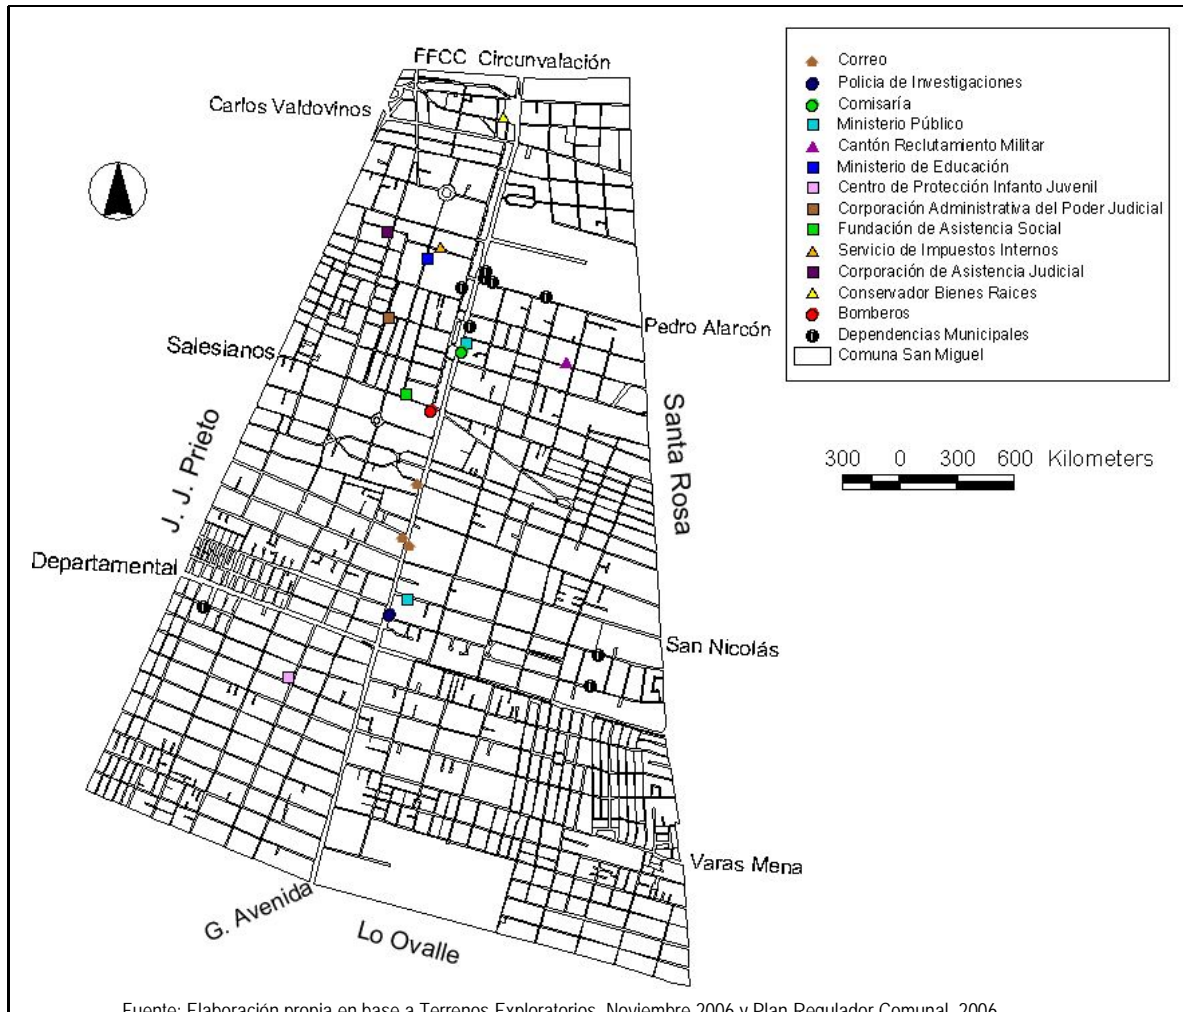 FFCC Circunvalación
Carlos Valdovinos
Correo
Policia de Investigaciones
Comisaría
Ministerio Público
Cantón Reclutamiento Militar
Ministerio de Educación
Centro de Protección Infanto Juvenil
Corporación Administrativa del Poder Judicial
Fundación de Asistencia Social
Servicio de Impuestos Internos
Corporación de Asistencia Judicial
Conservador Bienes Raices
Bomberos
Dependencias Municipales
Comuna San Miguel
Pedro Alarcón
Salesianos
Santa Rosa
J. J. Prieto
300 0 300 600 Kilometers
Departamental
San Nicolás
Varas Mena
G. Avenida
Lo Ovalle
Fuente: Elaboración propia en base a Terrenos Exploratorios, Noviembre 2006 y Plan Regulador Comunal, 2006